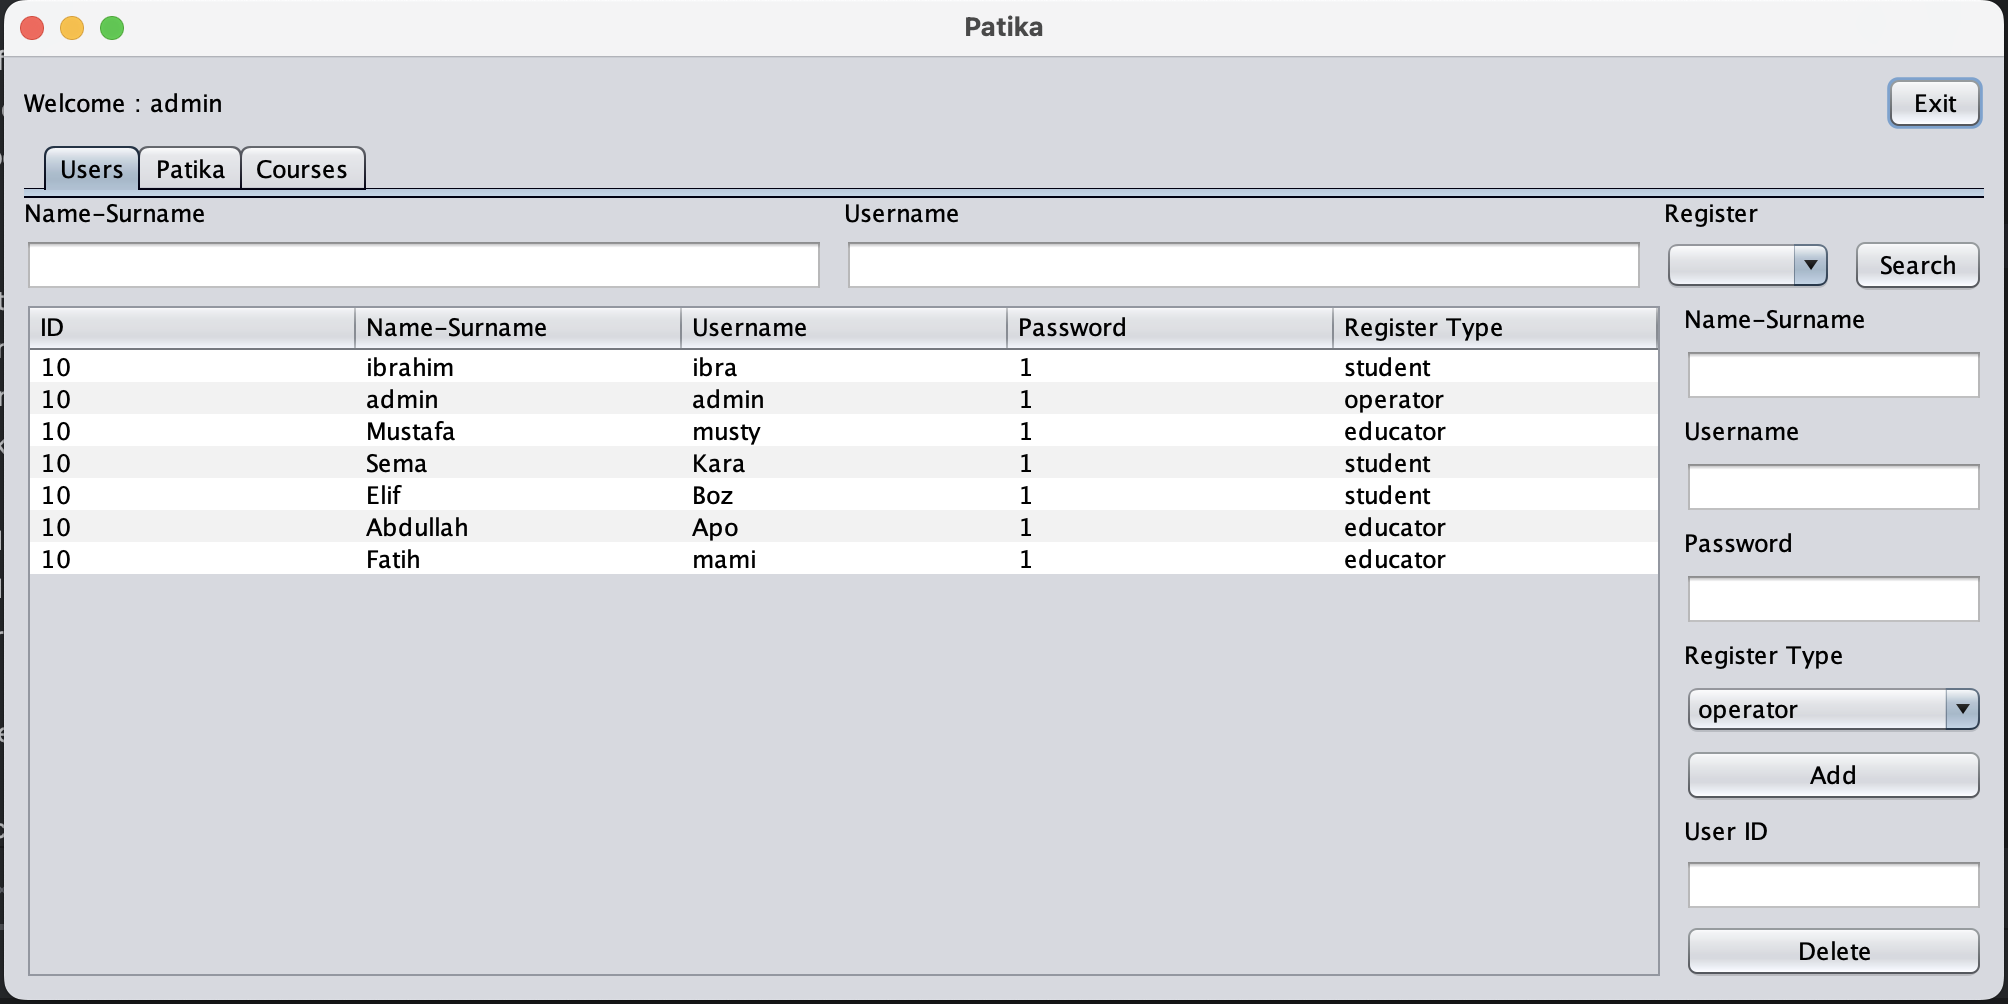 Patika
Welcome : admin
Exit
Users Patika Courses
Name-Surname Username Register
Search
ID Name-Surname Username Password Register Type
10 ibrahim ibra 1 student
10 admin admin 1 operator
10 Mustafa musty 1 educator
10 Sema Kara 1 student
10 Elif Boz 1 student
10 Abdullah Apo 1 educator
10 Fatih mami 1 educator
Name-Surname
Username
Password
Register Type
operator
Add
User ID
Delete